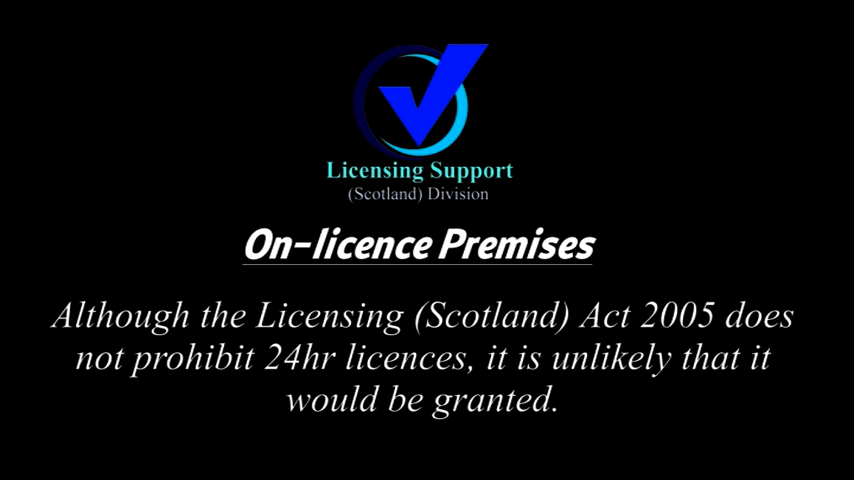 Licensing Support
(Scotland) Division
On-licence Premises
Although the Licensing (Scotland) Act 2005 does
not prohibit 24hr licences, it is unlikely that it
would be granted.